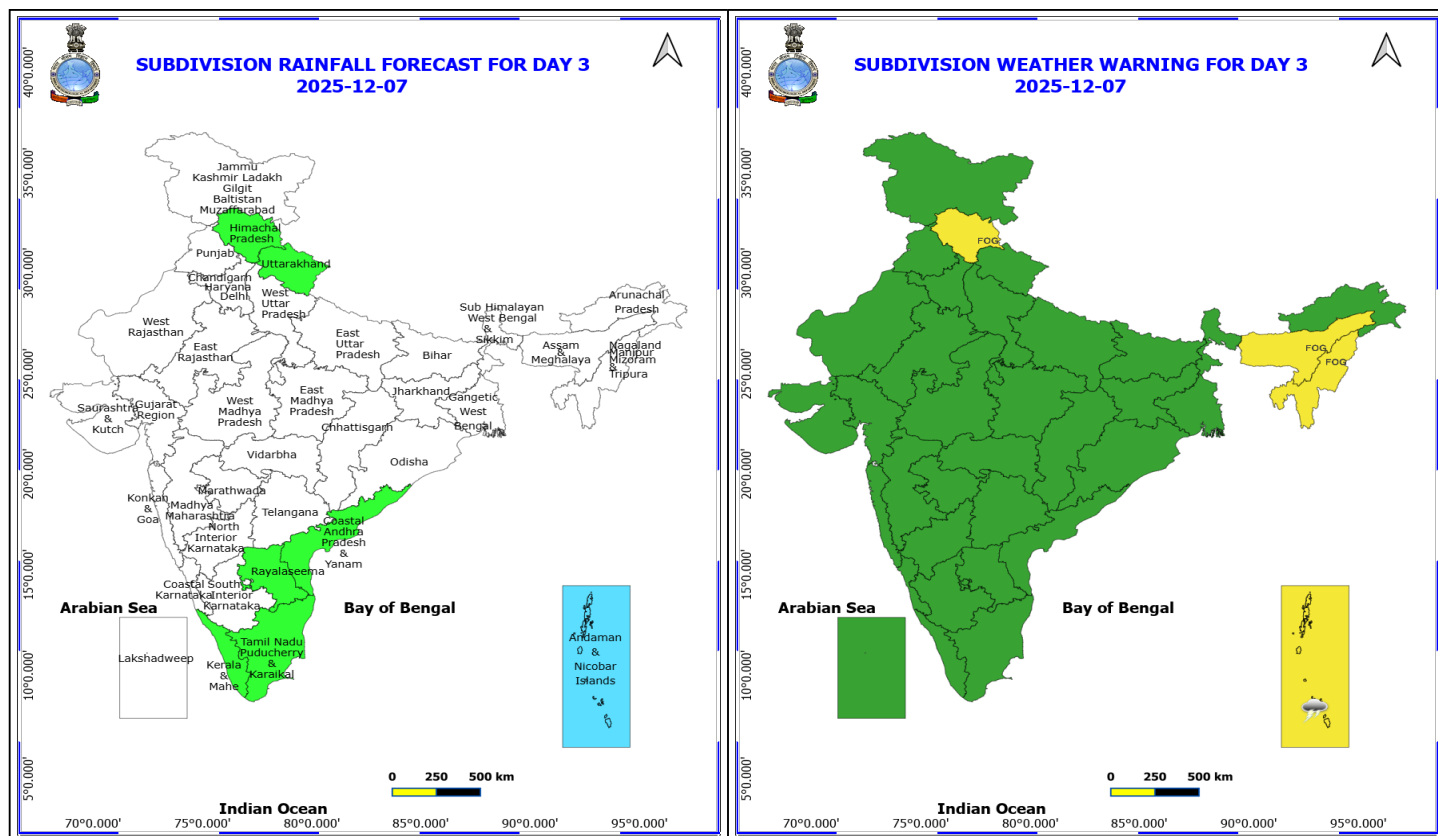 SUBDIVISION RAINFALL FORECAST FOR DAY 3
2025-12-07
40°0.000'
35°0.000'
30°0.000'
25°0.000'
20°0.000'
15°0.000'
10°0.000'
5°0.000'
Jammu
Kashmir Ladakh
Gilgit
Baltistan
Muzaffarabad
Himachal
Pradesh
Punjab
Uttarakhand
Chandigarh
Haryana
Delhi
West
Uttar
Pradesh
Sub Himalayan
West Bengal
&
Sikkim
Arunachal
Pradesh
West
Rajasthan
East
Rajasthan
East
Uttar
Pradesh
Bihar
Assam
&
Meghalaya
Nagaland
Manipur
Mizoram
&
Tripura
Saurashtra
&
Kutch
Gujarat
Region
West
Madhya
Pradesh
East
Madhya
Pradesh
Jharkhand
Gangetic
West
Bengal
Chhattisgarh
Vidarbha
Odisha
Konkan
&
Goa
Marathwada
Madhya
Maharashtra
North
Interior
Karnataka
Telangana
Coastal
Andhra
Pradesh
&
Yanam
Rayalaseema
Coastal
Karnataka
South
Interior
Karnataka
Arabian Sea
Bay of Bengal
Lakshadweep
Kerala
&
Mahe
Tamil Nadu
Puducherry
&
Karaikal
Andaman
&
Nicobar
Islands
0 250 500 km
Indian Ocean
70°0.000' 75°0.000' 80°0.000' 85°0.000' 90°0.000' 95°0.000'
SUBDIVISION WEATHER WARNING FOR DAY 3
2025-12-07
40°0.000'
35°0.000'
30°0.000'
25°0.000'
20°0.000'
15°0.000'
10°0.000'
5°0.000'
FOG
FOG
FOG
Arabian Sea
Bay of Bengal
0 250 500 km
Indian Ocean
70°0.000' 75°0.000' 80°0.000' 85°0.000' 90°0.000' 95°0.000'